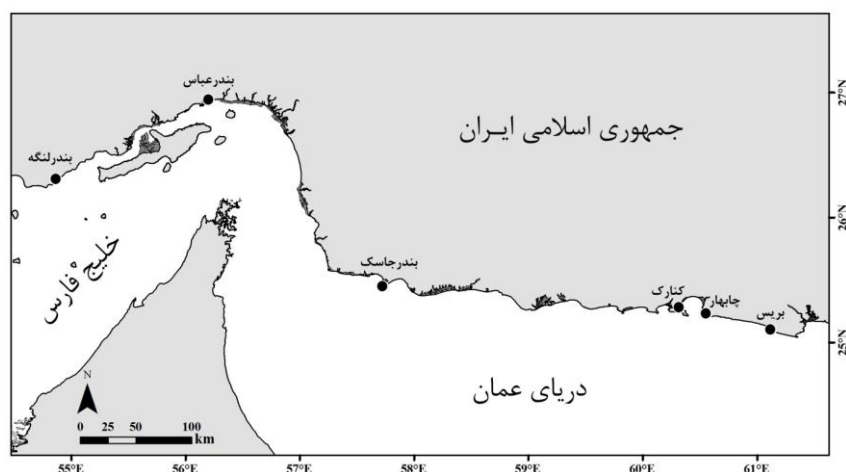 بندرعباس
27°N
جمهوری اسلامی ایـران
بندرلنگه
26°N
خلیج فارس
بندرجاسک
کنارک
چابهار
بریس
25°N
دریای عمان
N
0 25 50 100
km
55°E 56°E 57°E 58°E 59°E 60°E 61°E